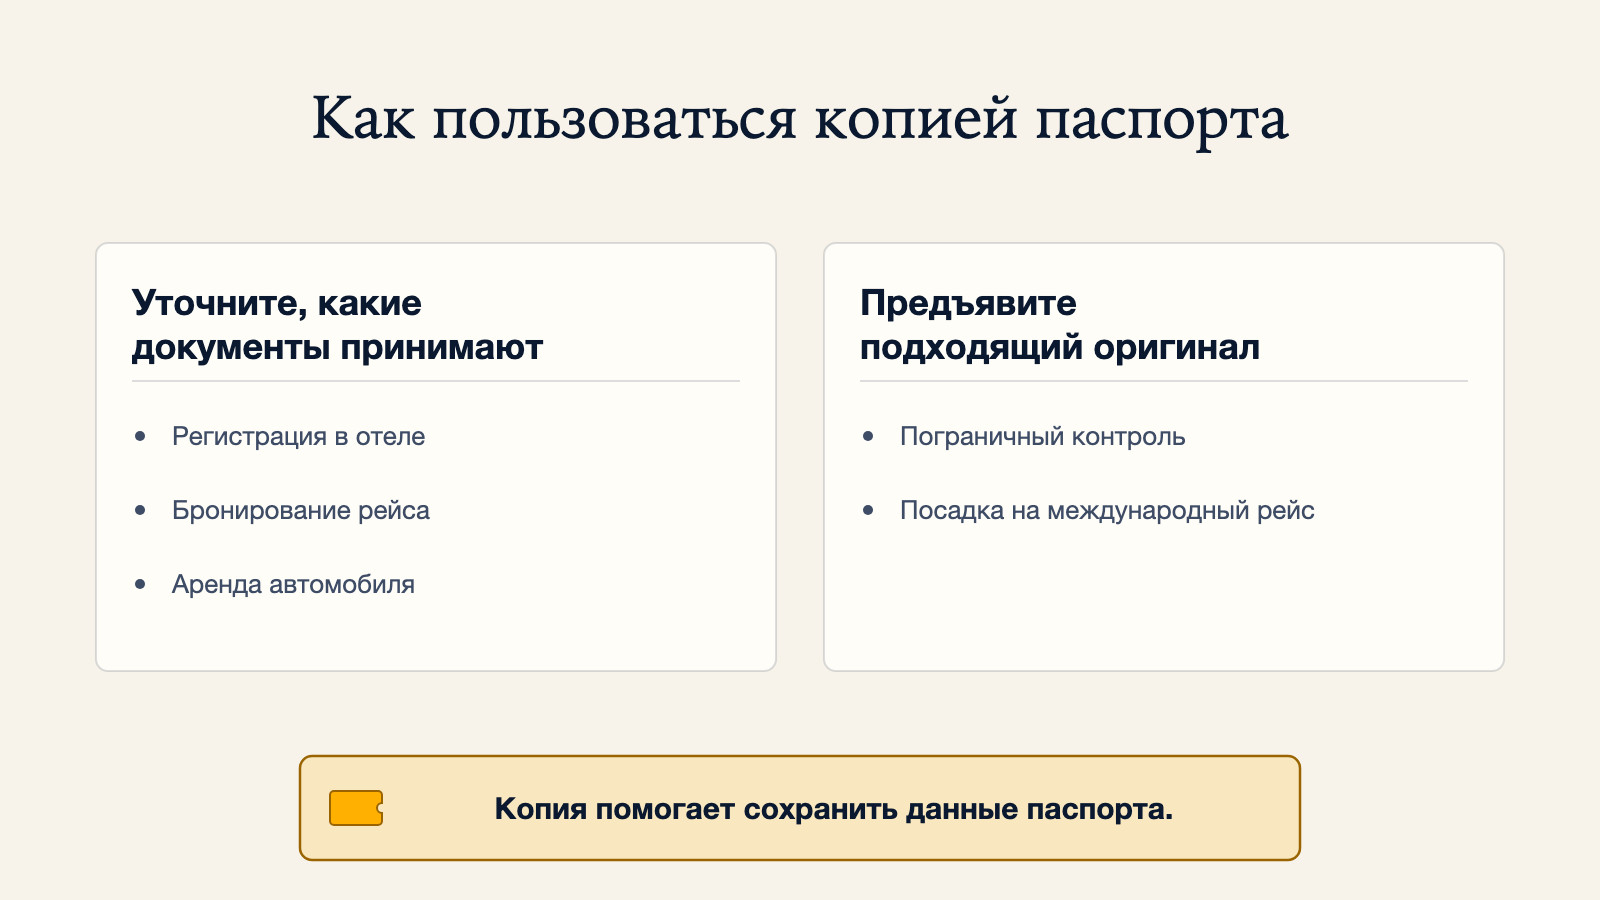 Как пользоваться копией паспорта
Уточните, какие
документы принимают
Регистрация в отеле
Бронирование рейса
Аренда автомобиля
Предъявите
подходящий оригинал
Пограничный контроль
Посадка на международный рейс
Копия помогает сохранить данные паспорта.